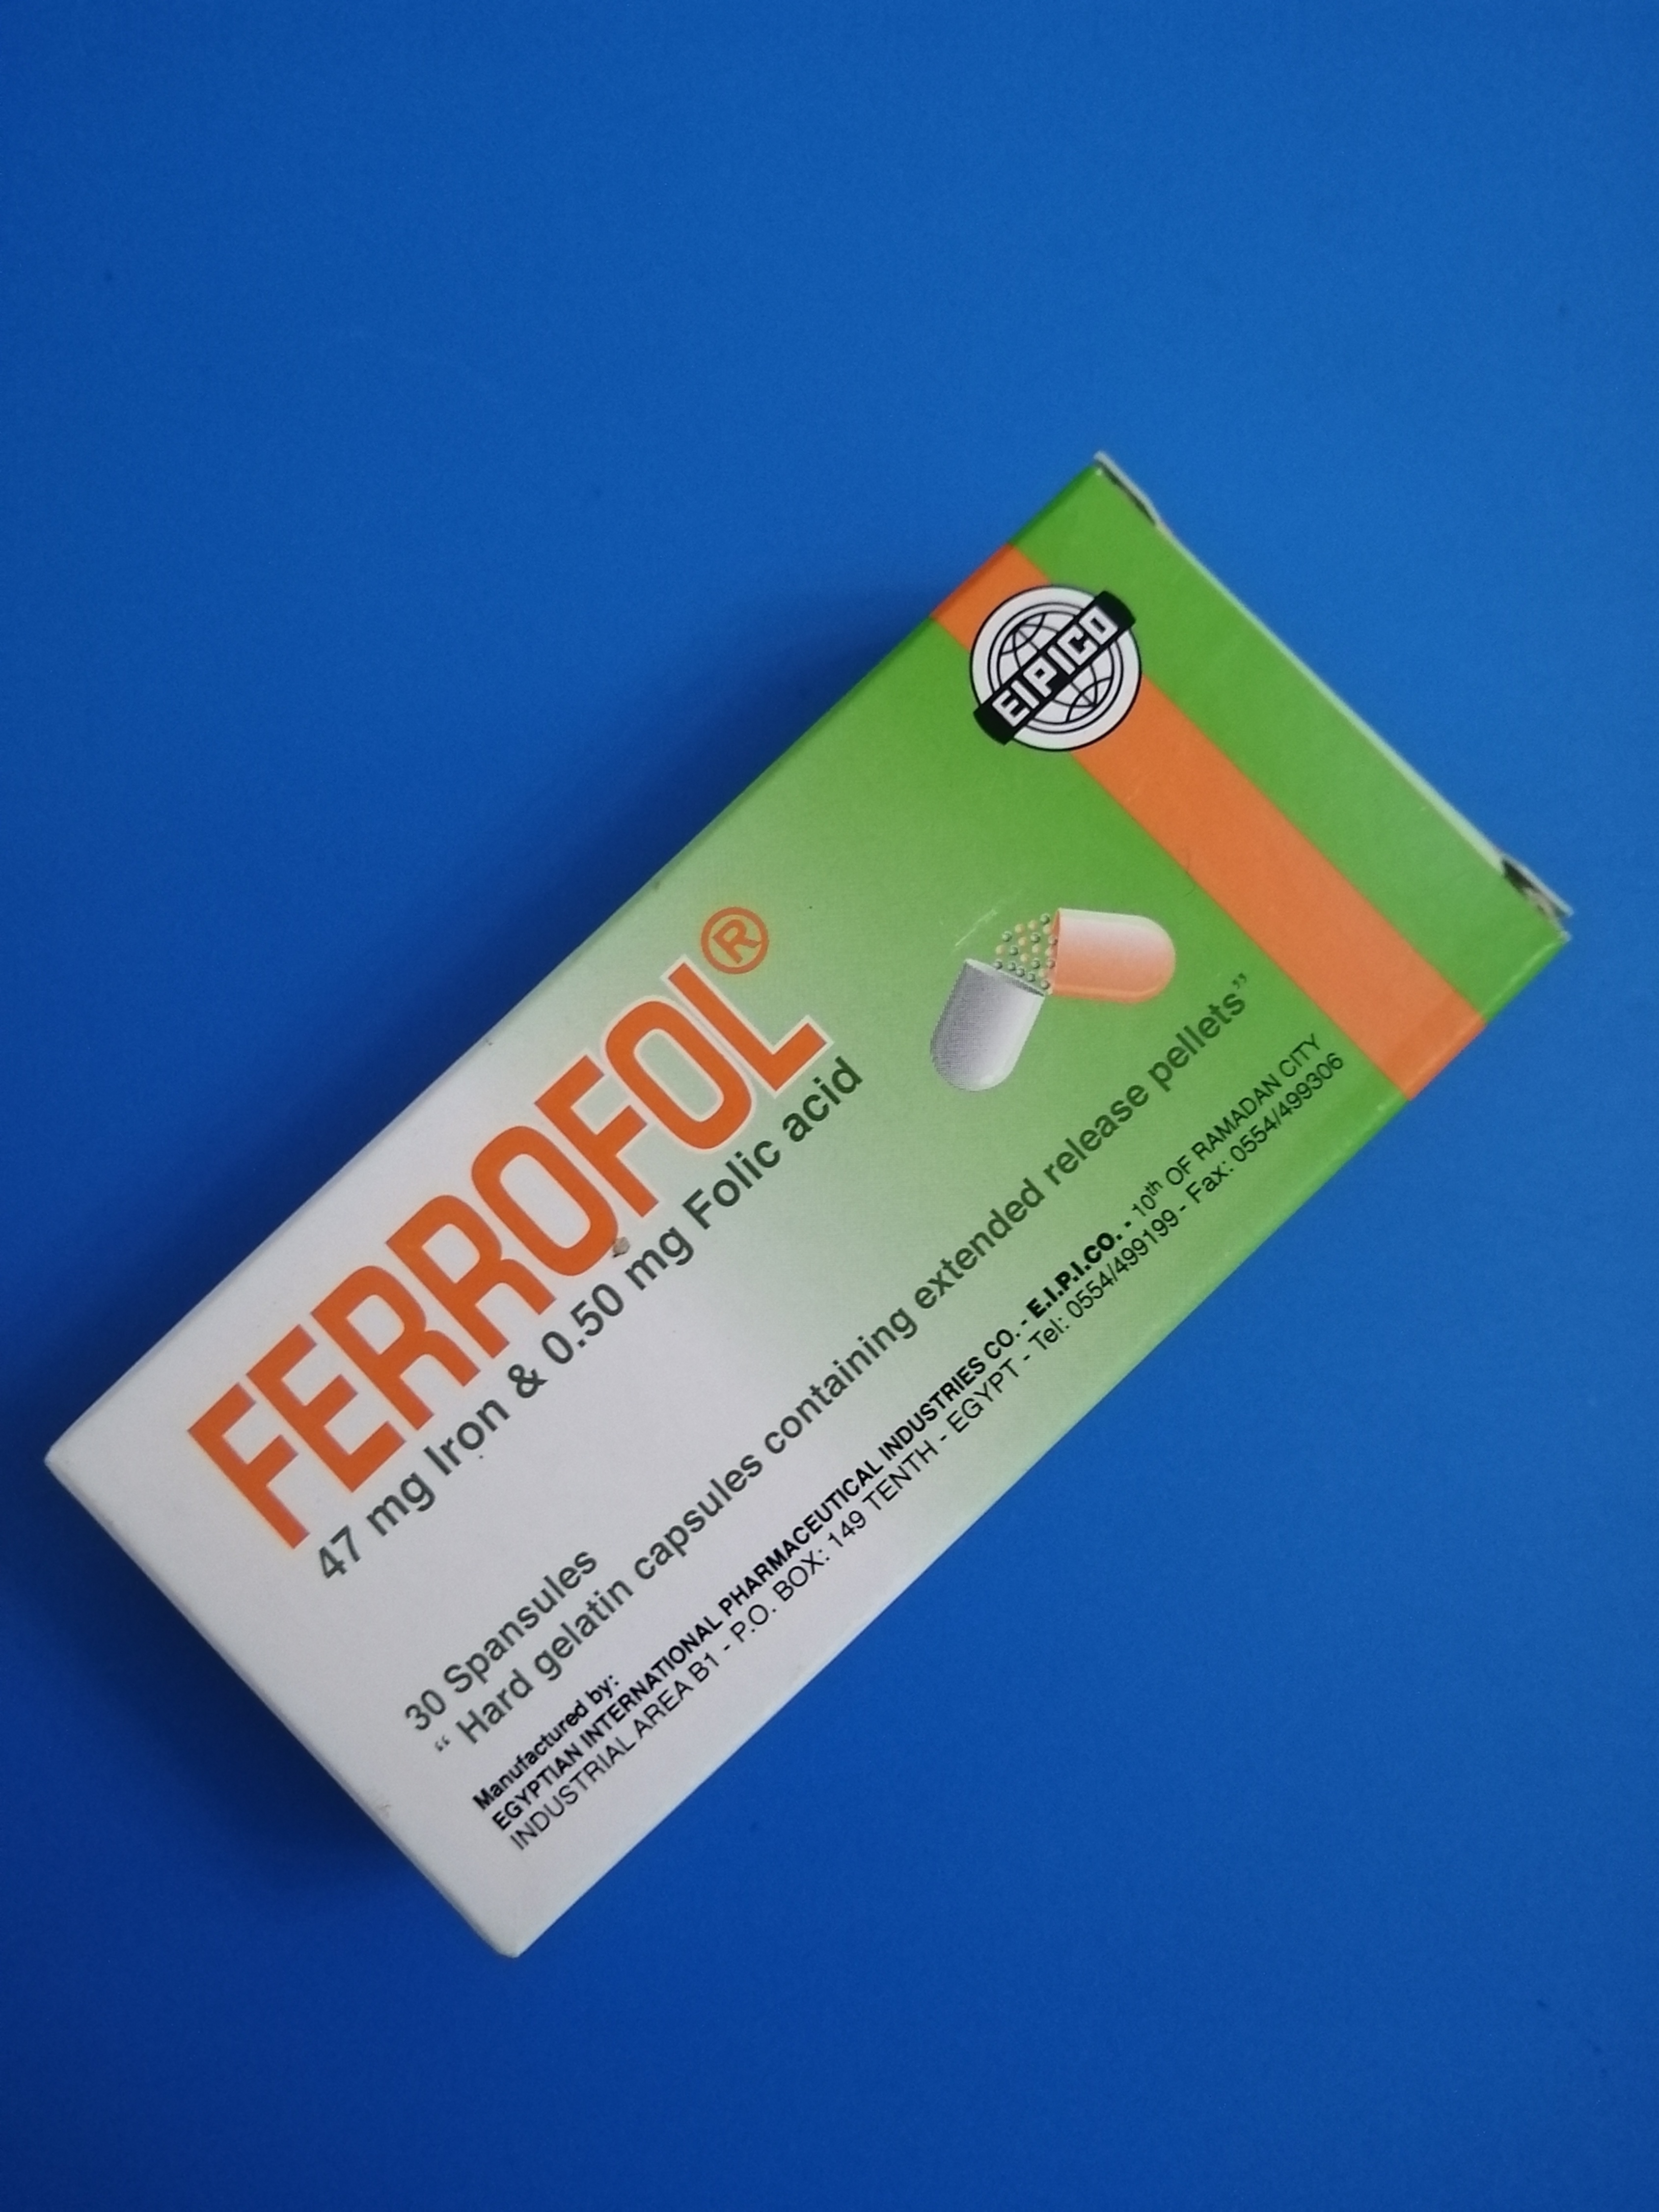 EIPICO
FERROFOL®
47 mg Iron & 0.50 mg Folic acid
30 Spansules
“ Hard gelatin capsules containing extended release pellets”
Manufactured by:
EGYPTIAN INTERNATIONAL PHARMACEUTICAL INDUSTRIES CO. - E.I.P.I.CO. - 10th OF RAMADAN CITY
INDUSTRIAL AREA B1 - P.O. BOX: 149 TENTH - EGYPT - Tel: 0554/499199 - Fax: 0554/499306